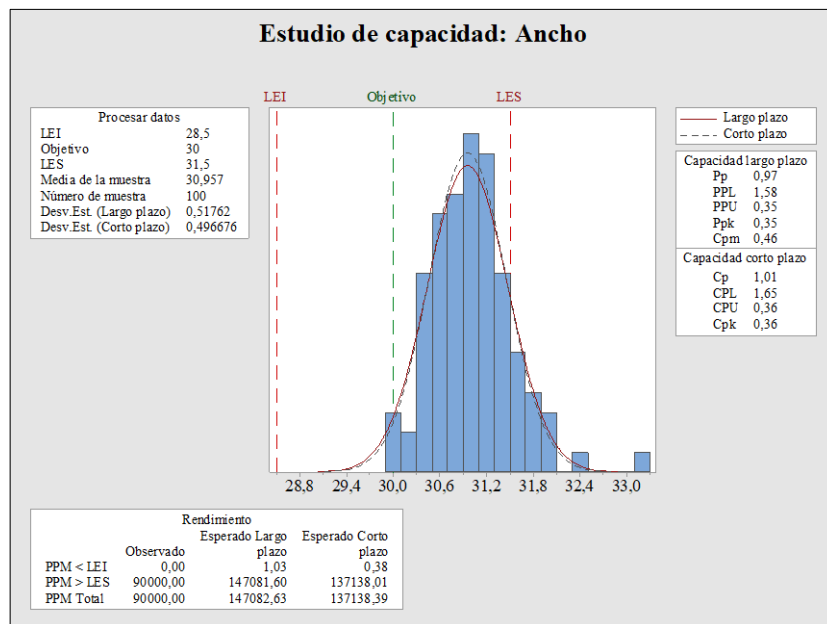 Estudio de capacidad: Ancho
LEI Objetivo LES
Procesar datos
LEI 28,5
Objetivo 30
LES 31,5
Media de la muestra 30,957
Número de muestra 100
Desv.Est. (Largo plazo) 0,51762
Desv.Est. (Corto plazo) 0,496676
Largo plazo
Corto plazo
Capacidad largo plazo
Pp 0,97
PPL 1,58
PPU 0,35
Ppk 0,35
Cpm 0,46
Capacidad corto plazo
Cp 1,01
CPL 1,65
CPU 0,36
Cpk 0,36
28,8 29,4 30,0 30,6 31,2 31,8 32,4 33,0
Rendimiento
Esperado Largo Esperado Corto
Observado plazo plazo
PPM < LEI 0,00 1,03 0,38
PPM > LES 90000,00 147081,60 137138,01
PPM Total 90000,00 147082,63 137138,39